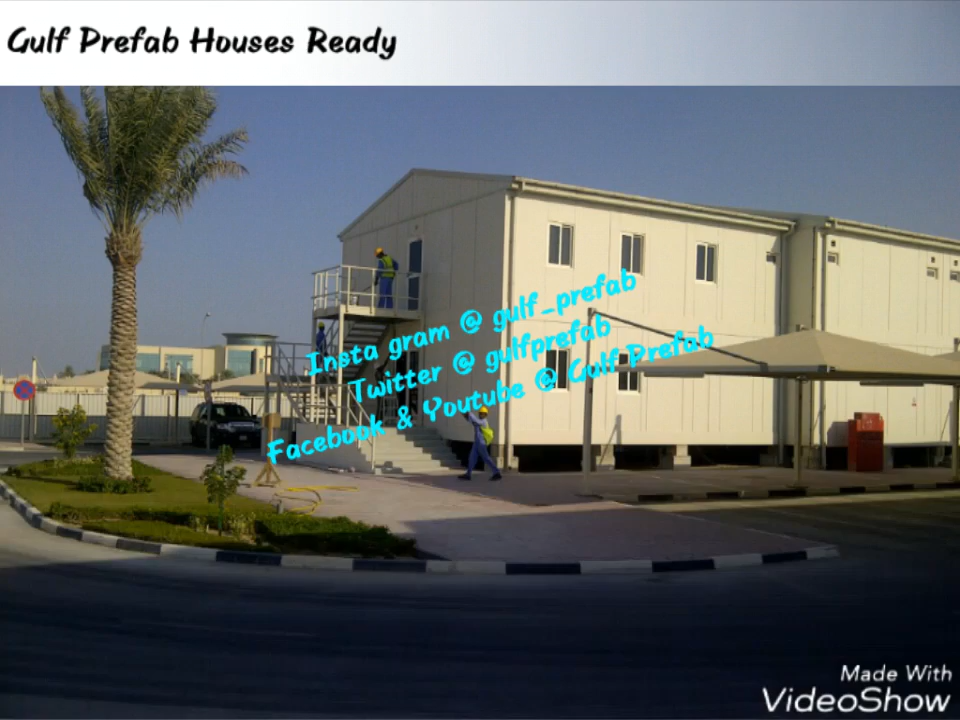 Gulf Prefab Houses Ready
Insta gram @ gulf_prefab
Twitter @ gulfprefab
Facebook & Youtube @ Gulf Prefab
Made With
VideoShow